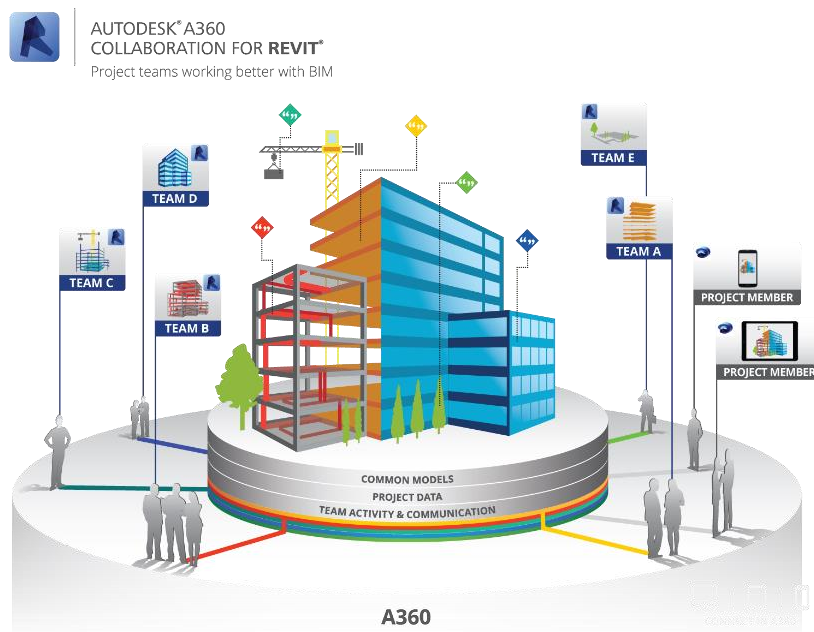 AUTODESK® A360
COLLABORATION FOR REVIT®
Project teams working better with BIM
TEAM E
TEAM D
TEAM A
TEAM C
PROJECT MEMBER
TEAM B
PROJECT MEMBER
COMMON MODELS
PROJECT DATA
TEAM ACTIVITY & COMMUNICATION
A360